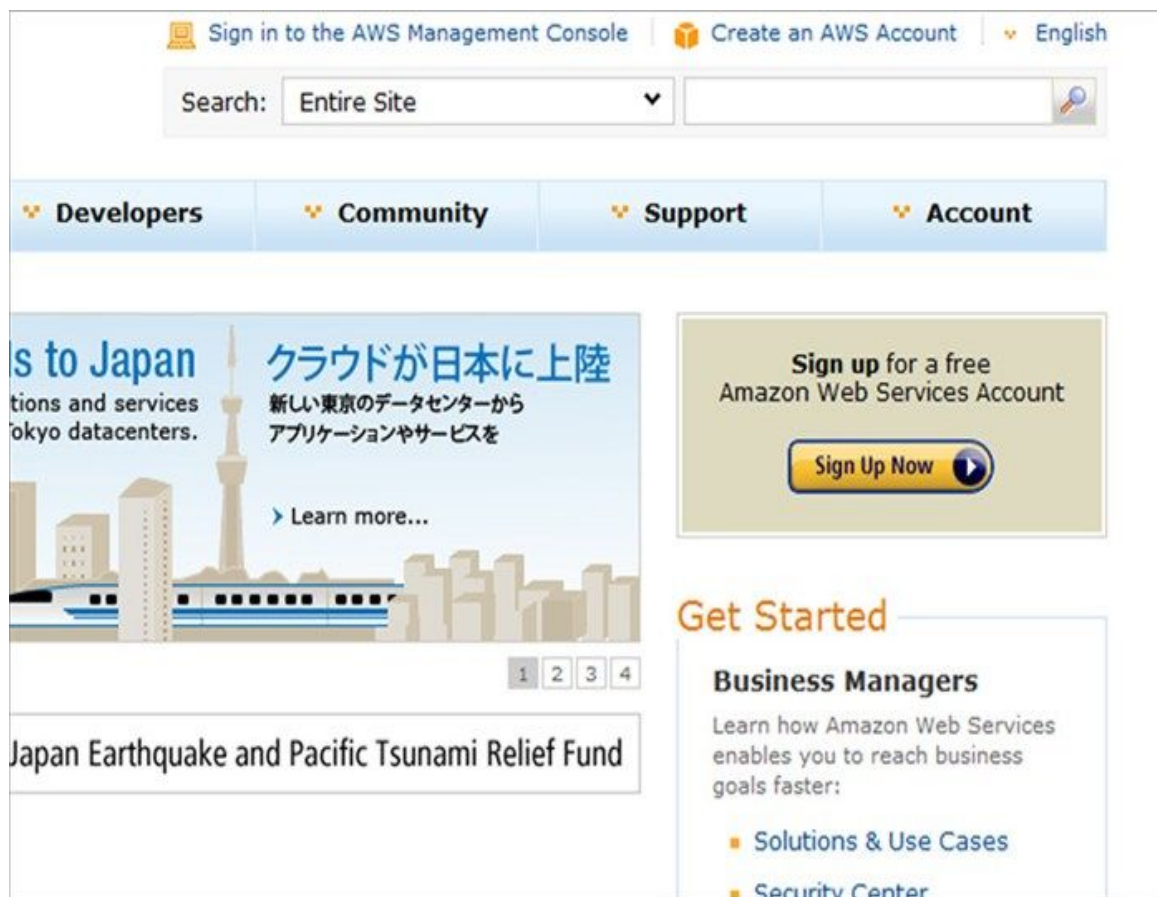 Sign in to the AWS Management Console
Create an AWS Account
English
Search:
Entire Site
Developers
Community
Support
Account
ls to Japan
tions and services
okyo datacenters.
クラウドが日本に上陸
新しい東京のデータセンターから
アプリケーションやサービスを
Learn more...
1 2 3 4
Japan Earthquake and Pacific Tsunami Relief Fund
Sign up for a free
Amazon Web Services Account
Sign Up Now
Get Started
Business Managers
Learn how Amazon Web Services
enables you to reach business
goals faster:
Solutions & Use Cases
Security Center